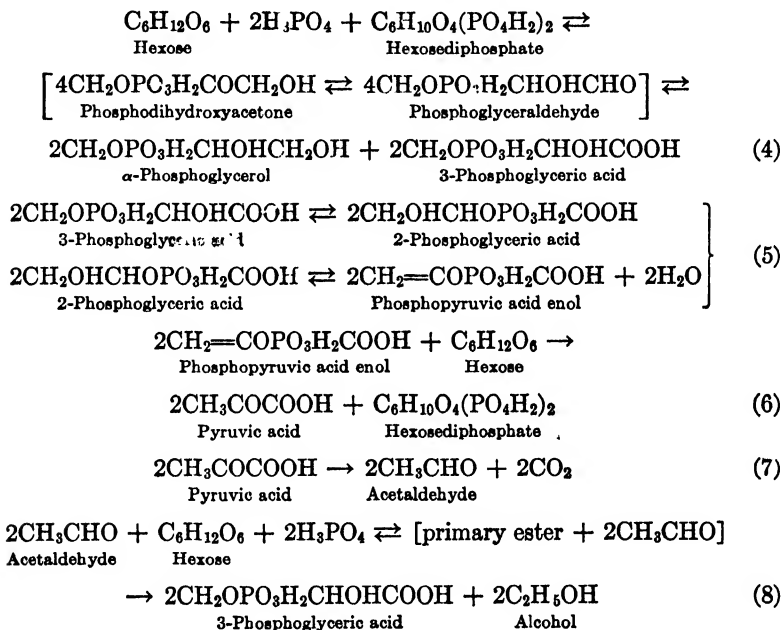 C₆H₁₂O₆ + 2H₃PO₄ + C₆H₁₀O₄(PO₄H₂)₂ ⇄
Hexose Hexosediphosphate
[4CH₂OPO₃H₂COCH₂OH ⇄ 4CH₂OPO₃H₂CHOHCHO] ⇄
Phosphodihydroxyacetone Phosphoglyceraldehyde
2CH₂OPO₃H₂CHOHCH₂OH + 2CH₂OPO₃H₂CHOHCOOH (4)
α-Phosphoglycerol 3-Phosphoglyceric acid
2CH₂OPO₃H₂CHOHCOOH ⇄ 2CH₂OHCHOPO₃H₂COOH
3-Phosphoglyceric acid 2-Phosphoglyceric acid
2CH₂OHCHOPO₃H₂COOH ⇄ 2CH₂=COPO₃H₂COOH + 2H₂O } (5)
2-Phosphoglyceric acid Phosphopyruvic acid enol
2CH₂=COPO₃H₂COOH + C₆H₁₂O₆ →
Phosphopyruvic acid enol Hexose
2CH₃COCOOH + C₆H₁₀O₄(PO₄H₂)₂ (6)
Pyruvic acid Hexosediphosphate
2CH₃COCOOH → 2CH₃CHO + 2CO₂ (7)
Pyruvic acid Acetaldehyde
2CH₃CHO + C₆H₁₂O₆ + 2H₃PO₄ ⇄ [primary ester + 2CH₃CHO]
Acetaldehyde Hexose
→ 2CH₂OPO₃H₂CHOHCOOH + 2C₂H₅OH (8)
3-Phosphoglyceric acid Alcohol